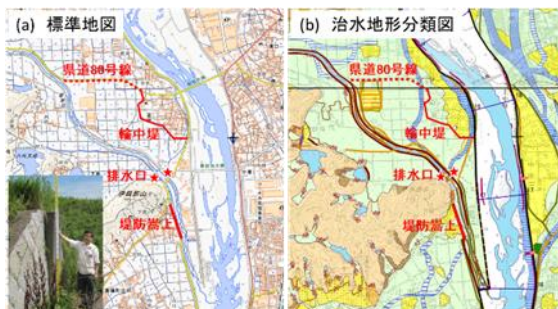 (a) 標準地図
県道80号線
輪中堤
排水口
堤防嵩上
(b) 治水地形分類図
県道80号線
輪中堤
排水口
堤防嵩上